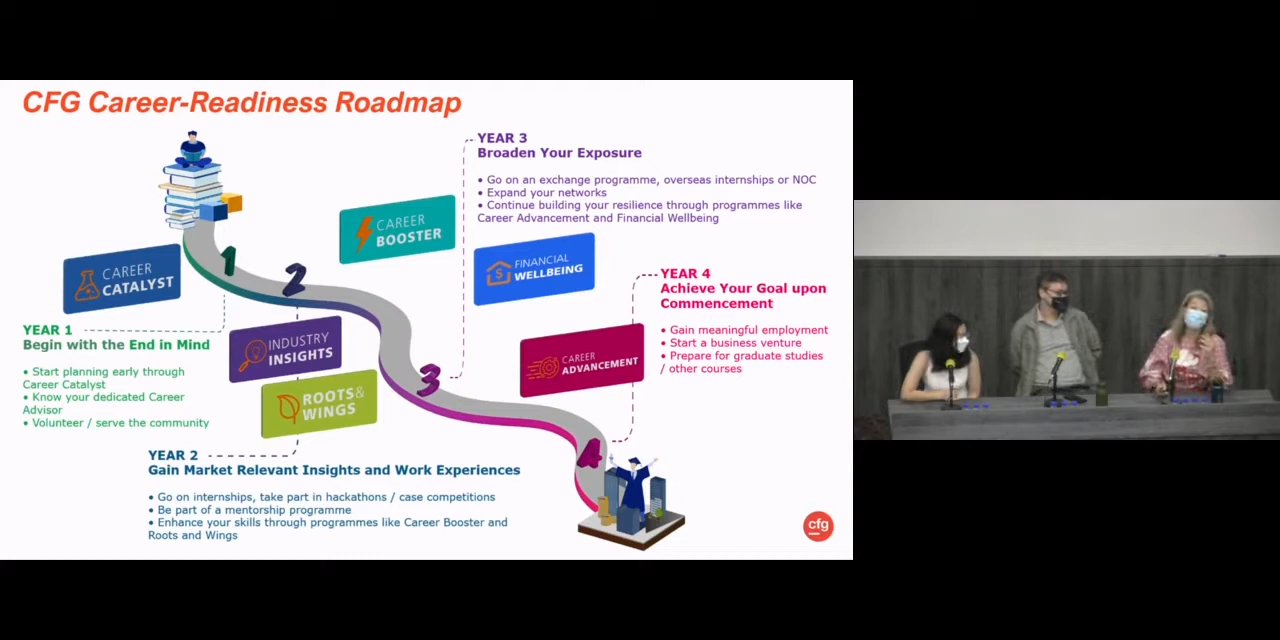 CFG Career-Readiness Roadmap
YEAR 3
Broaden Your Exposure
• Go on an exchange programme, overseas internships or NOC
• Expand your networks
• Continue building your resilience through programmes like
Career Advancement and Financial Wellbeing
CAREER
BOOSTER
FINANCIAL
WELLBEING
CAREER
CATALYST
1
2
YEAR 4
Achieve Your Goal upon
Commencement
• Gain meaningful employment
• Start a business venture
• Prepare for graduate studies
/ other courses
YEAR 1
Begin with the End in Mind
• Start planning early through
Career Catalyst
• Know your dedicated Career
Advisor
• Volunteer / serve the community
INDUSTRY
INSIGHTS
ROOTS&
WINGS
3
CAREER
ADVANCEMENT
4
YEAR 2
Gain Market Relevant Insights and Work Experiences
• Go on internships, take part in hackathons / case competitions
• Be part of a mentorship programme
• Enhance your skills through programmes like Career Booster and
Roots and Wings
cfg